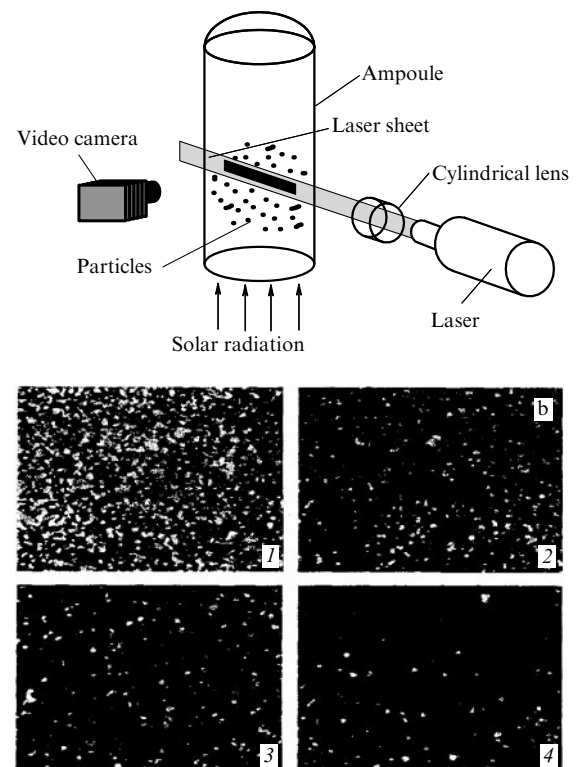 Ampoule
Laser sheet
Video camera
Cylindrical lens
Particles
Laser
Solar radiation
b
1
2
3
4